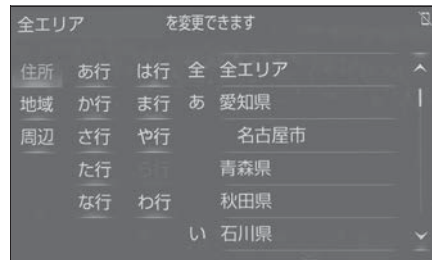 全エリア を変更できます
住所 あ行 は行 全 全エリア
地域 か行 ま行 あ 愛知県
周辺 さ行 や行 名古屋市
た行 ら行 青森県
な行 わ行 秋田県
い 石川県